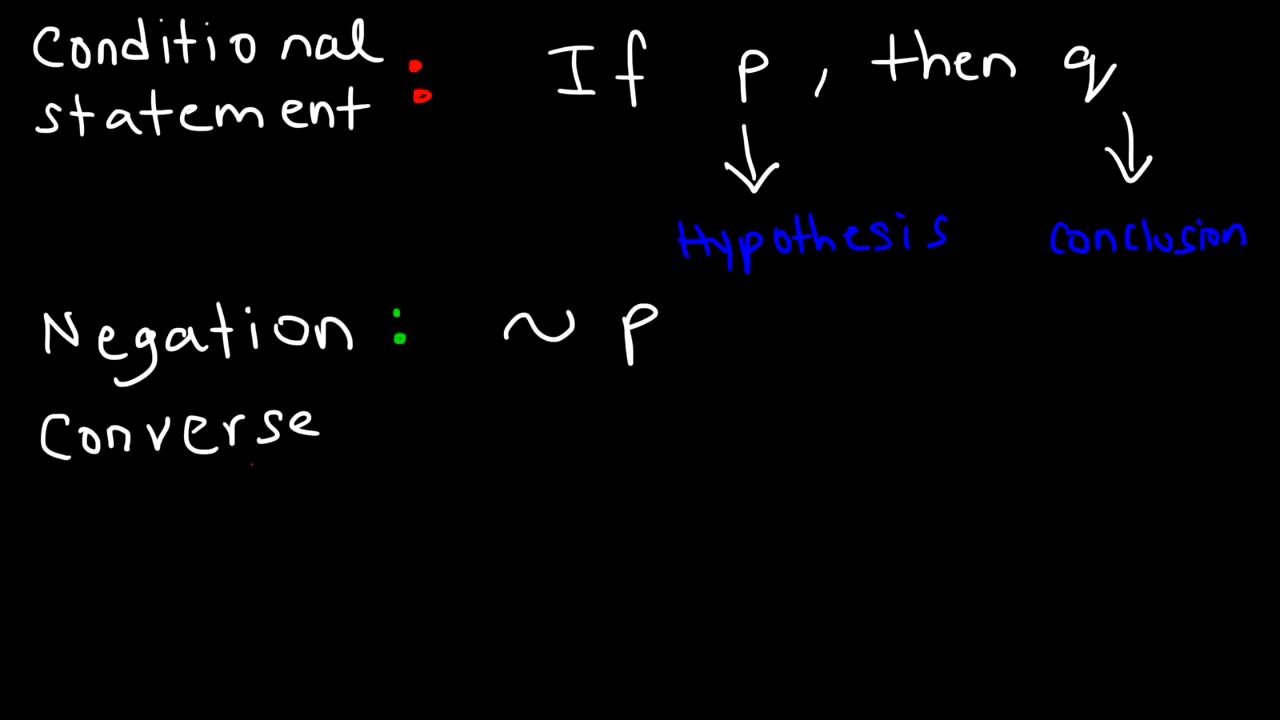 Conditional : If p, then q
statement
Hypothesis conclusion
Negation : ~ p
Converse